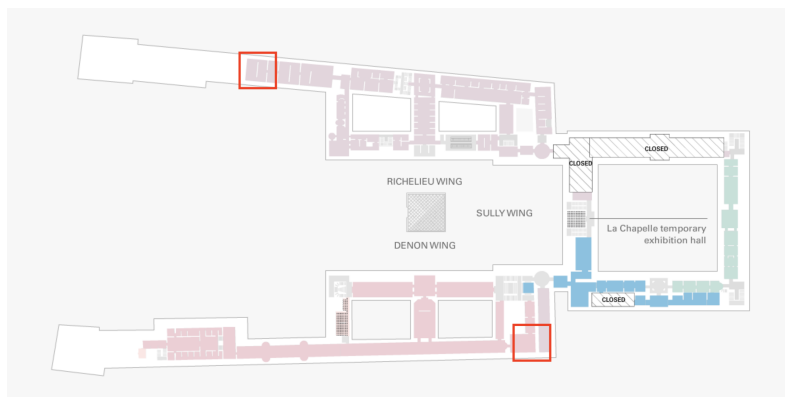 CLOSED
CLOSED
RICHELIEU WING
SULLY WING
La Chapelle temporary
exhibition hall
DENON WING
CLOSED